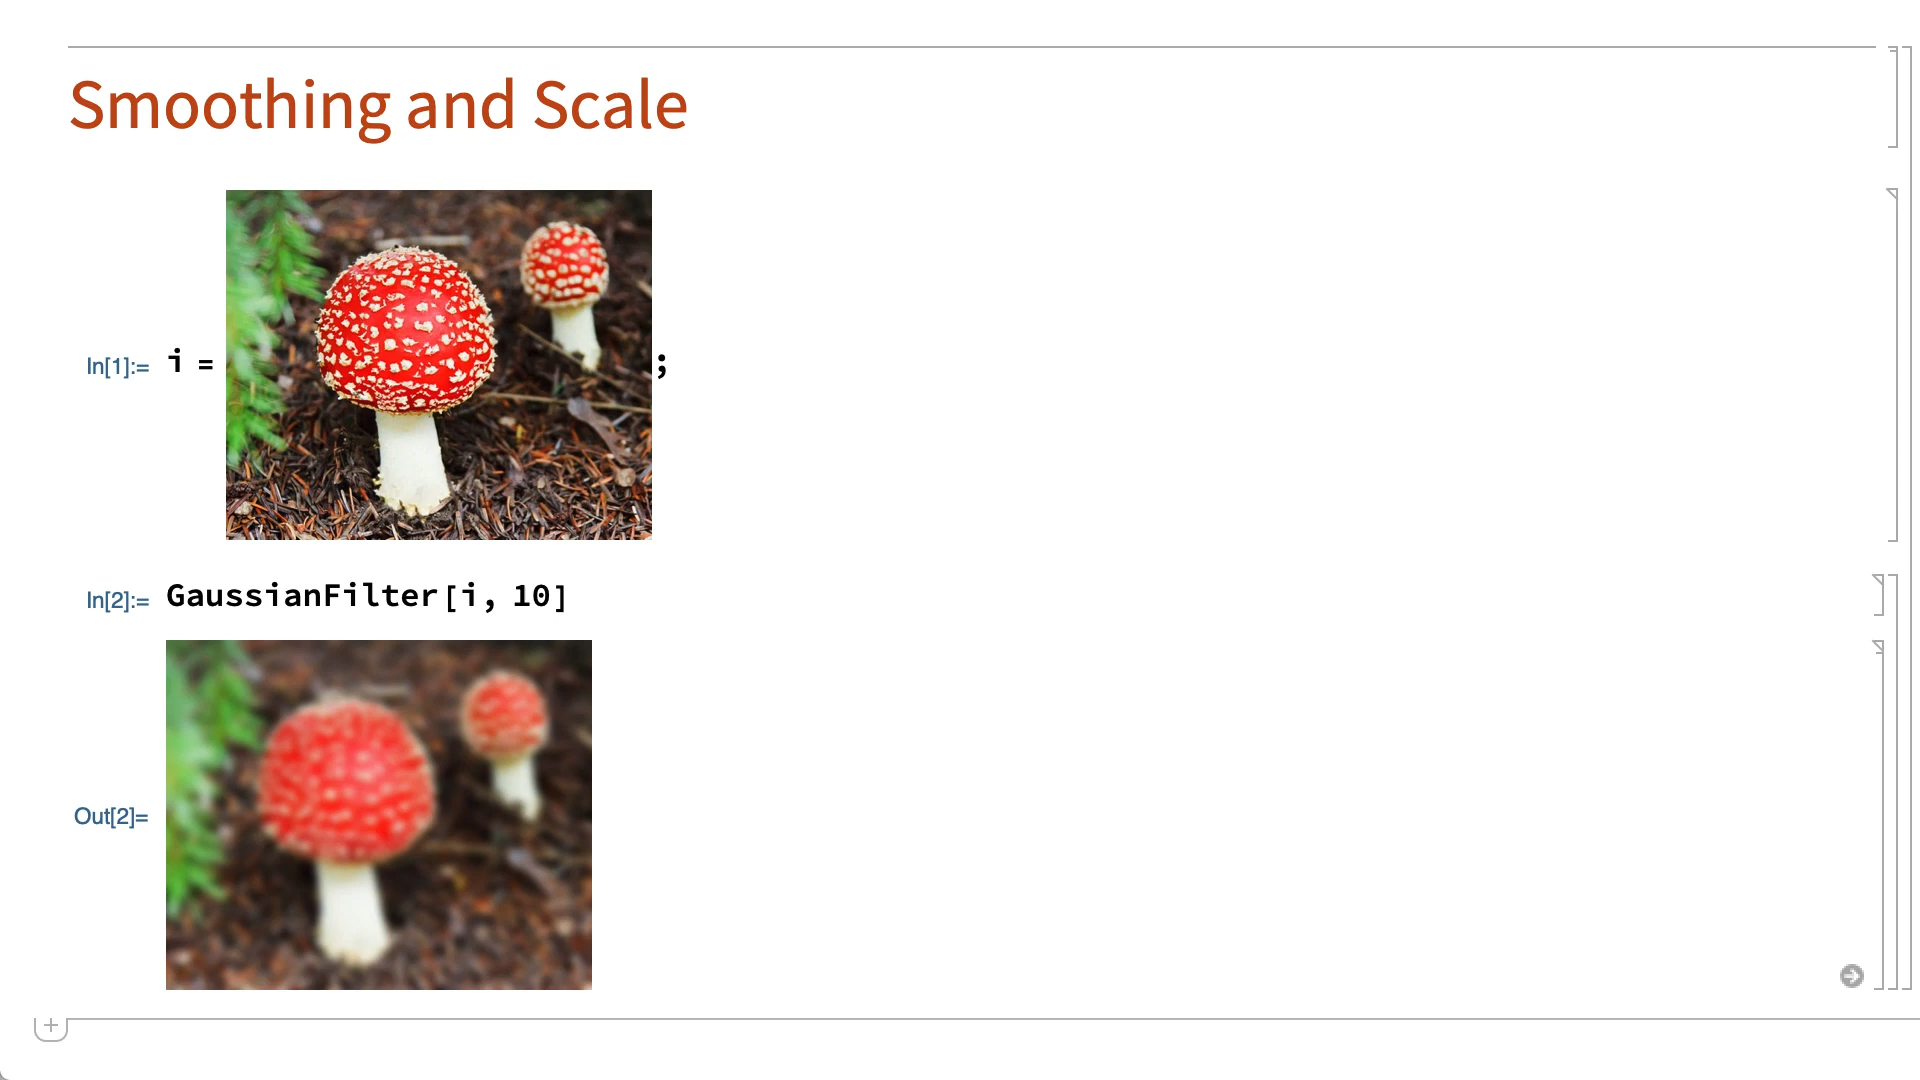 Smoothing and Scale
In[1]:= i = ;
In[2]:= GaussianFilter[i, 10]
Out[2]=